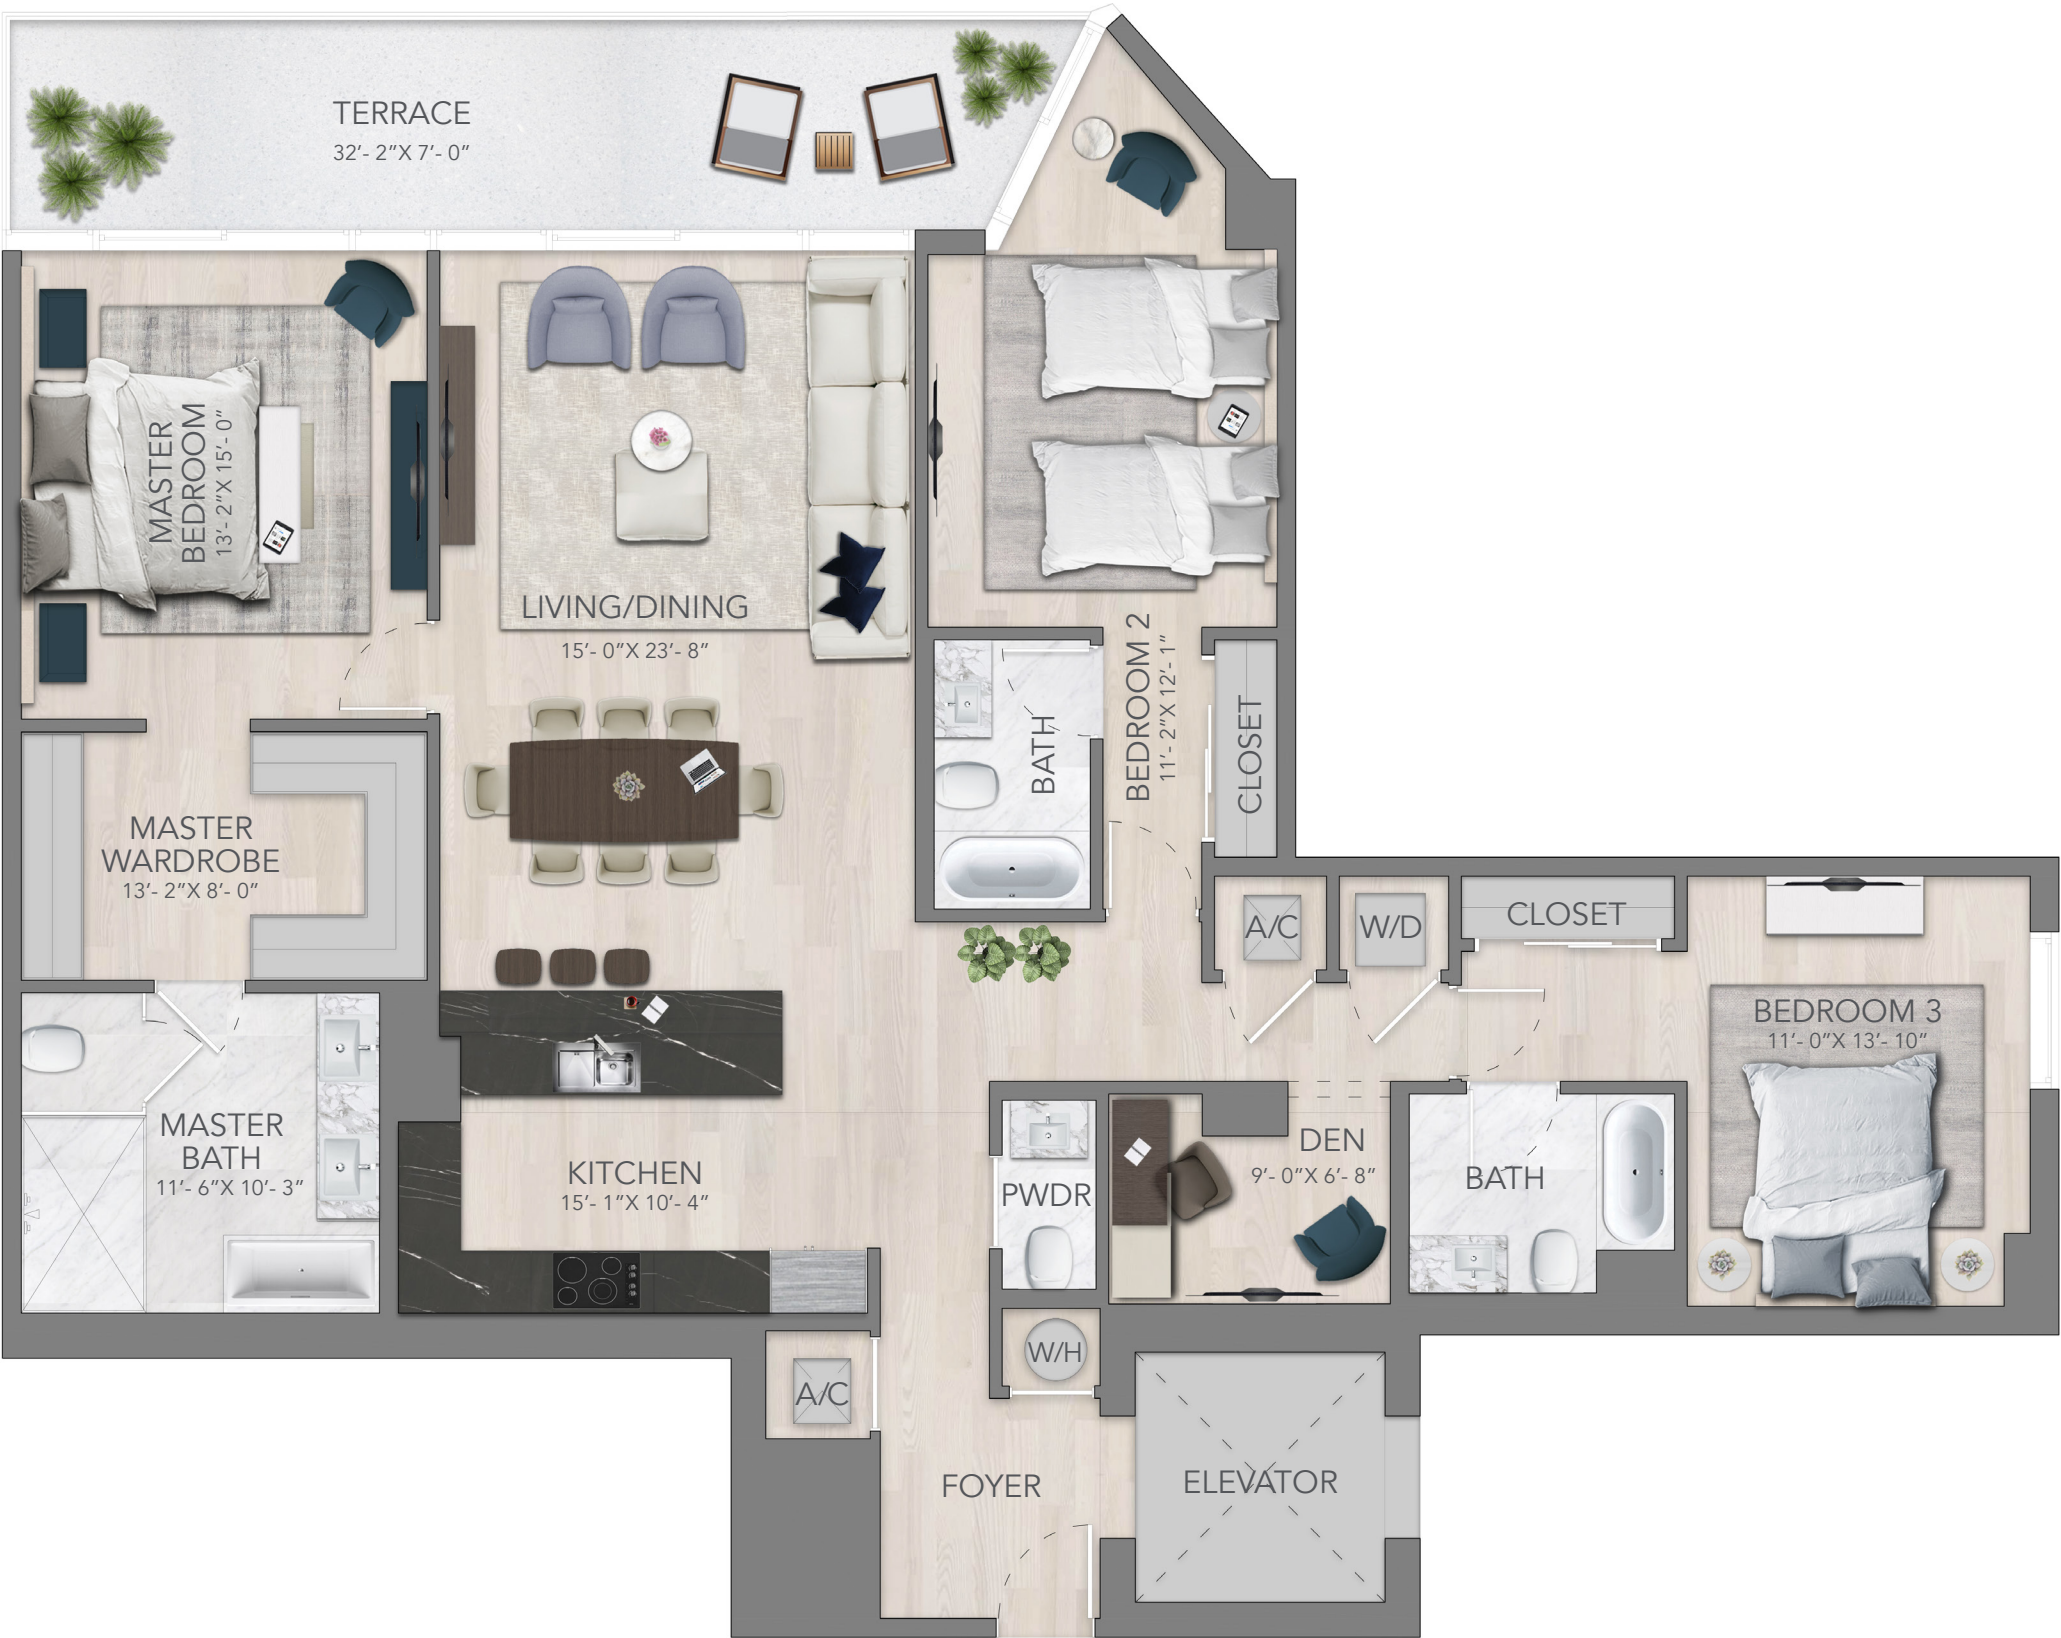 TERRACE
32'- 2"X 7'- 0"
MASTER
BEDROOM
13'- 2"X 15'- 0"
LIVING/DINING
15'- 0"X 23'- 8"
BEDROOM 2
11'- 2"X 12'- 1"
BATH
CLOSET
MASTER
WARDROBE
13'- 2"X 8'- 0"
A/C
W/D
CLOSET
BEDROOM 3
11'- 0"X 13'- 10"
MASTER
BATH
11'- 6"X 10'- 3"
KITCHEN
15'- 1"X 10'- 4"
PWDR
DEN
9'- 0"X 6'- 8"
BATH
W/H
A/C
FOYER
ELEVATOR